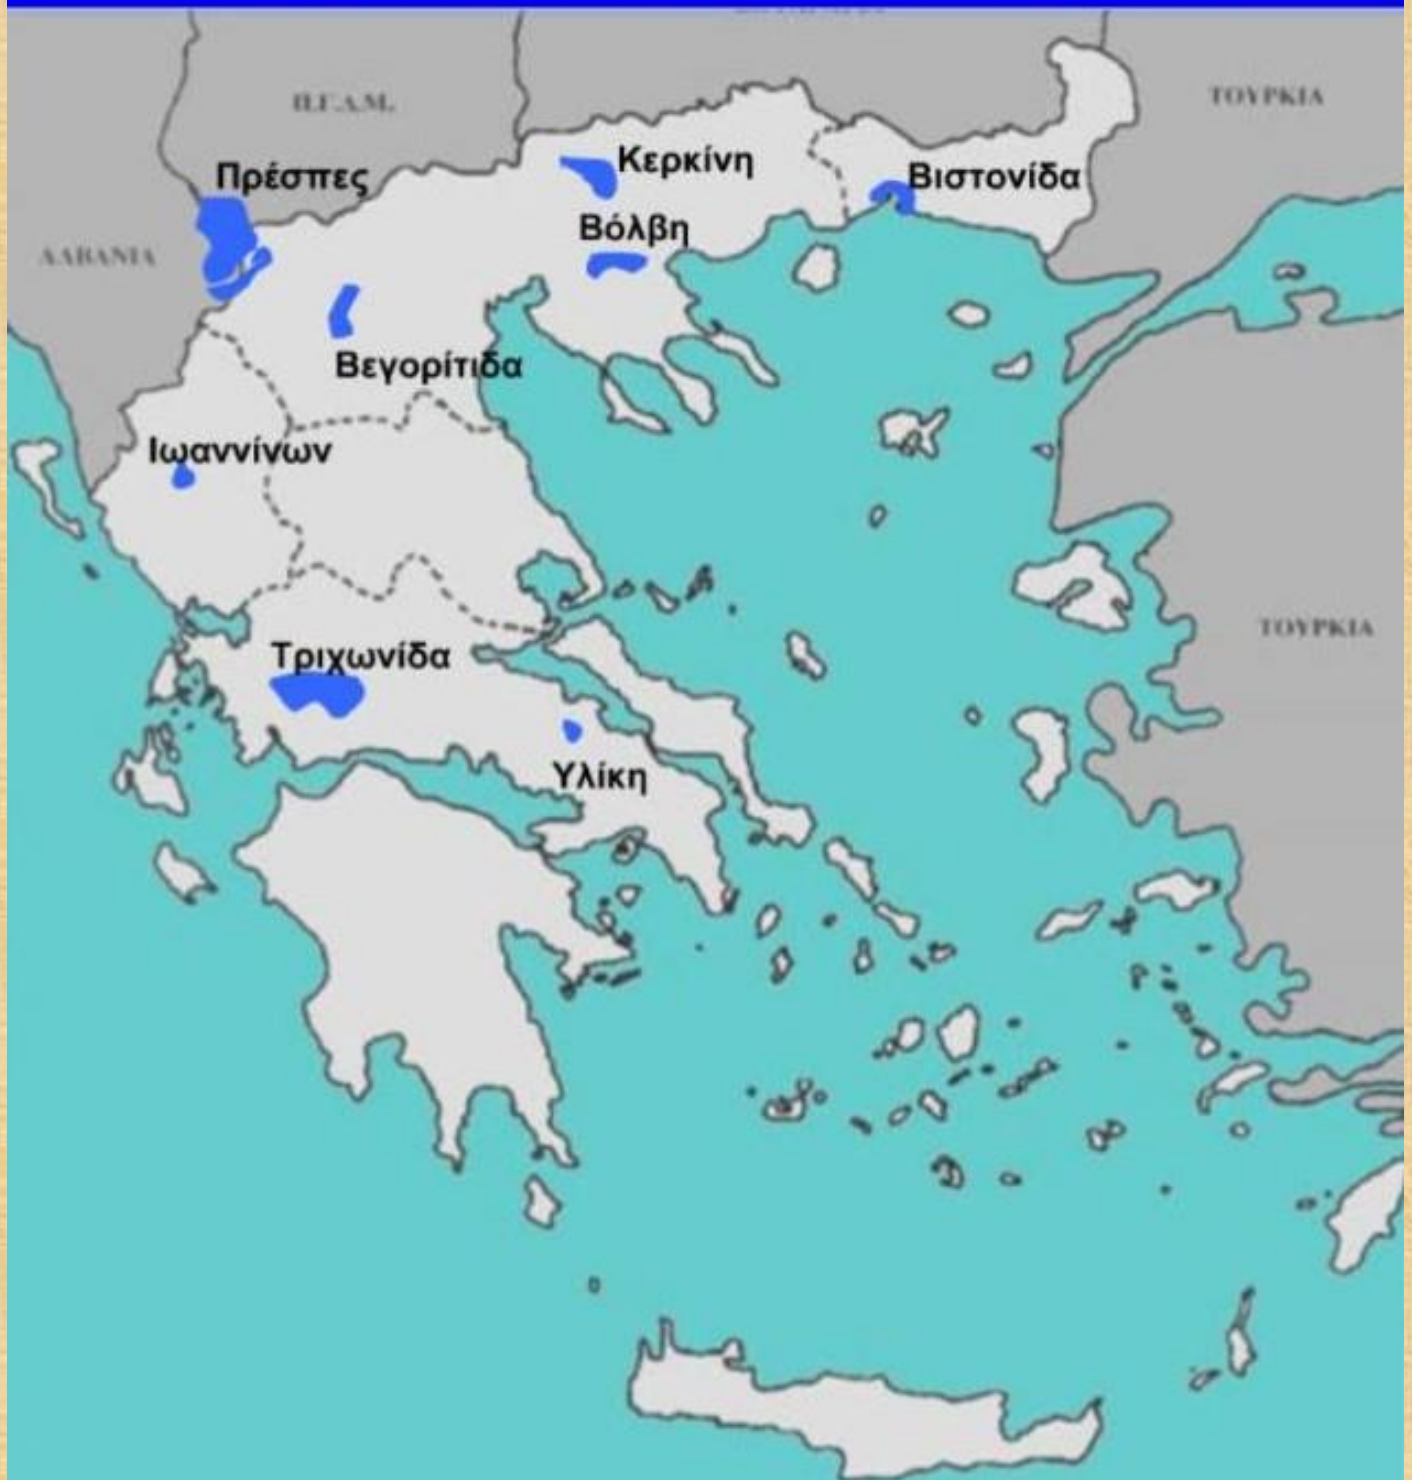 Π.Γ.Δ.Μ.
ΤΟΥΡΚΙΑ
Κερκίνη
Πρέσπες
Βιστονίδα
Βόλβη
ΑΛΒΑΝΙΑ
Βεγορίτιδα
Ιωαννίνων
ΤΟΥΡΚΙΑ
Τριχωνίδα
Υλίκη